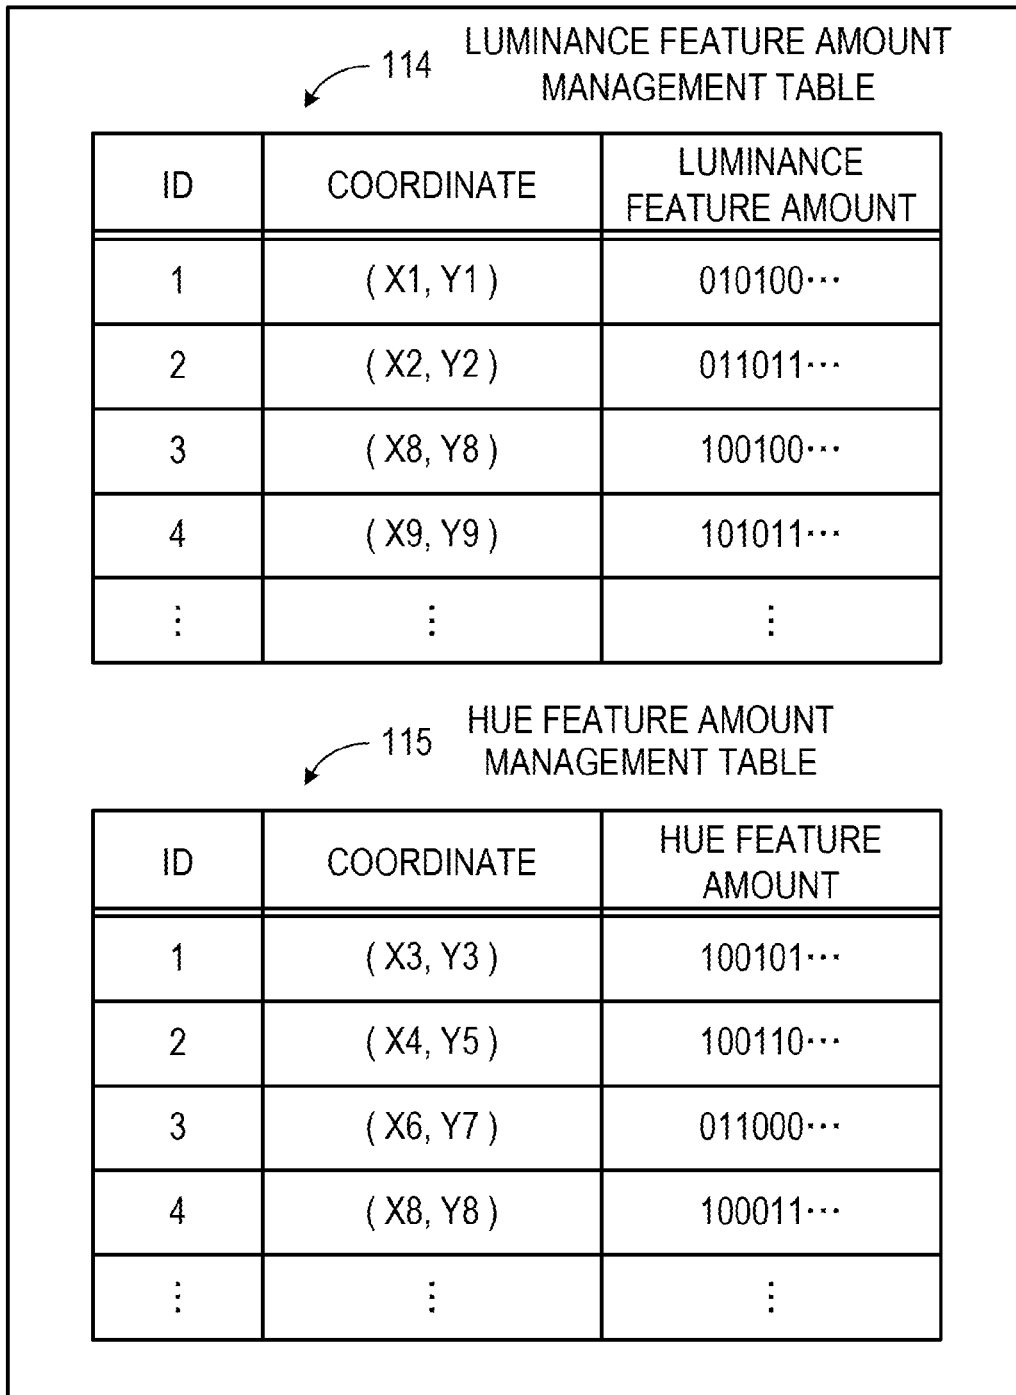 114
LUMINANCE FEATURE AMOUNT
MANAGEMENT TABLE
ID COORDINATE LUMINANCE FEATURE AMOUNT
1 ( X1, Y1 ) 010100···
2 ( X2, Y2 ) 011011···
3 ( X8, Y8 ) 100100···
4 ( X9, Y9 ) 101011···
⋮ ⋮ ⋮
115
HUE FEATURE AMOUNT
MANAGEMENT TABLE
ID COORDINATE HUE FEATURE AMOUNT
1 ( X3, Y3 ) 100101···
2 ( X4, Y5 ) 100110···
3 ( X6, Y7 ) 011000···
4 ( X8, Y8 ) 100011···
⋮ ⋮ ⋮